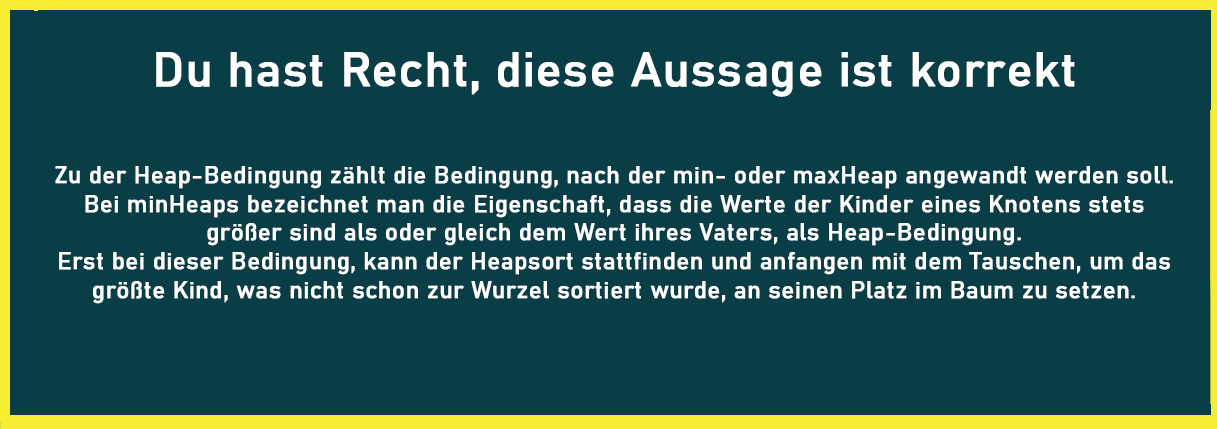 Du hast Recht, diese Aussage ist korrekt
Zu der Heap-Bedingung zählt die Bedingung, nach der min- oder maxHeap angewandt werden soll.
Bei minHeaps bezeichnet man die Eigenschaft, dass die Werte der Kinder eines Knotens stets
größer sind als oder gleich dem Wert ihres Vaters, als Heap-Bedingung.
Erst bei dieser Bedingung, kann der Heapsort stattfinden und anfangen mit dem Tauschen, um das
größte Kind, was nicht schon zur Wurzel sortiert wurde, an seinen Platz im Baum zu setzen.